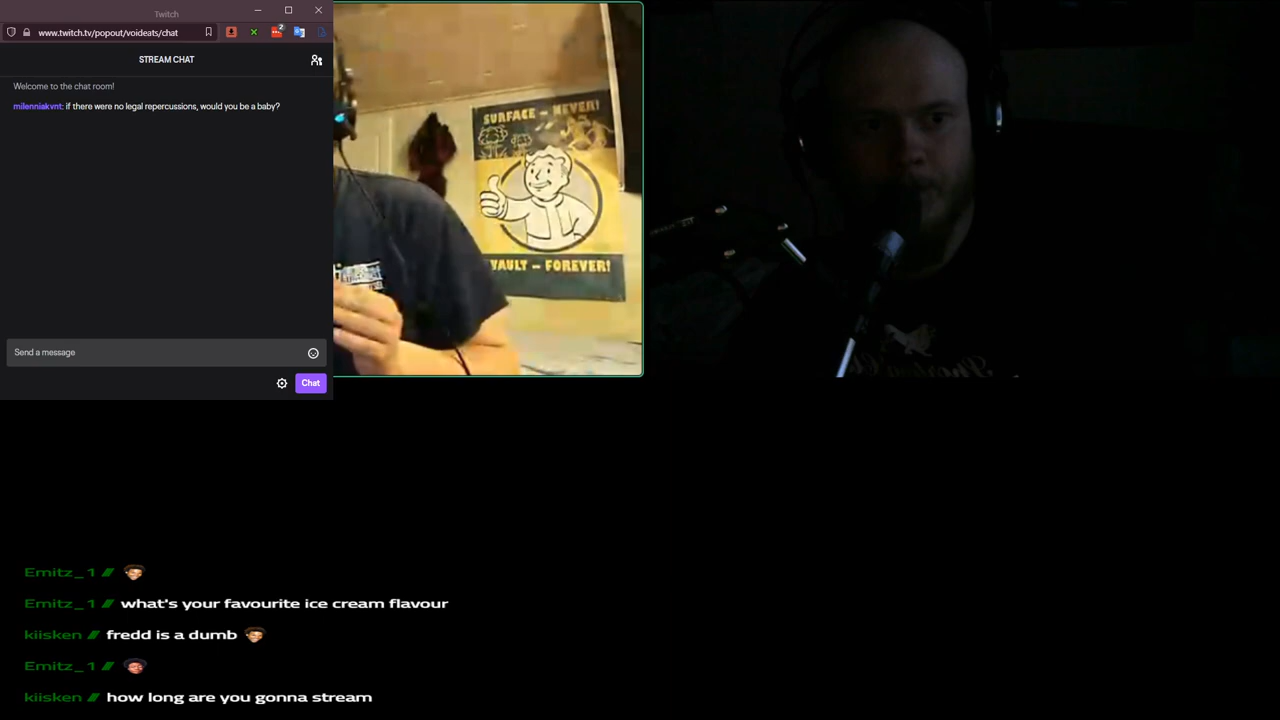 Twitch
www.twitch.tv/popout/voideats/chat
2
STREAM CHAT
Welcome to the chat room!
milenniakvnt: if there were no legal repercussions, would you be a baby?
Send a message
Chat
SURFACE – NEVER!
VAULT – FOREVER!
Emitz_1 //
Emitz_1 // what's your favourite ice cream flavour
kiisken // fredd is a dumb
Emitz_1 //
kiisken // how long are you gonna stream